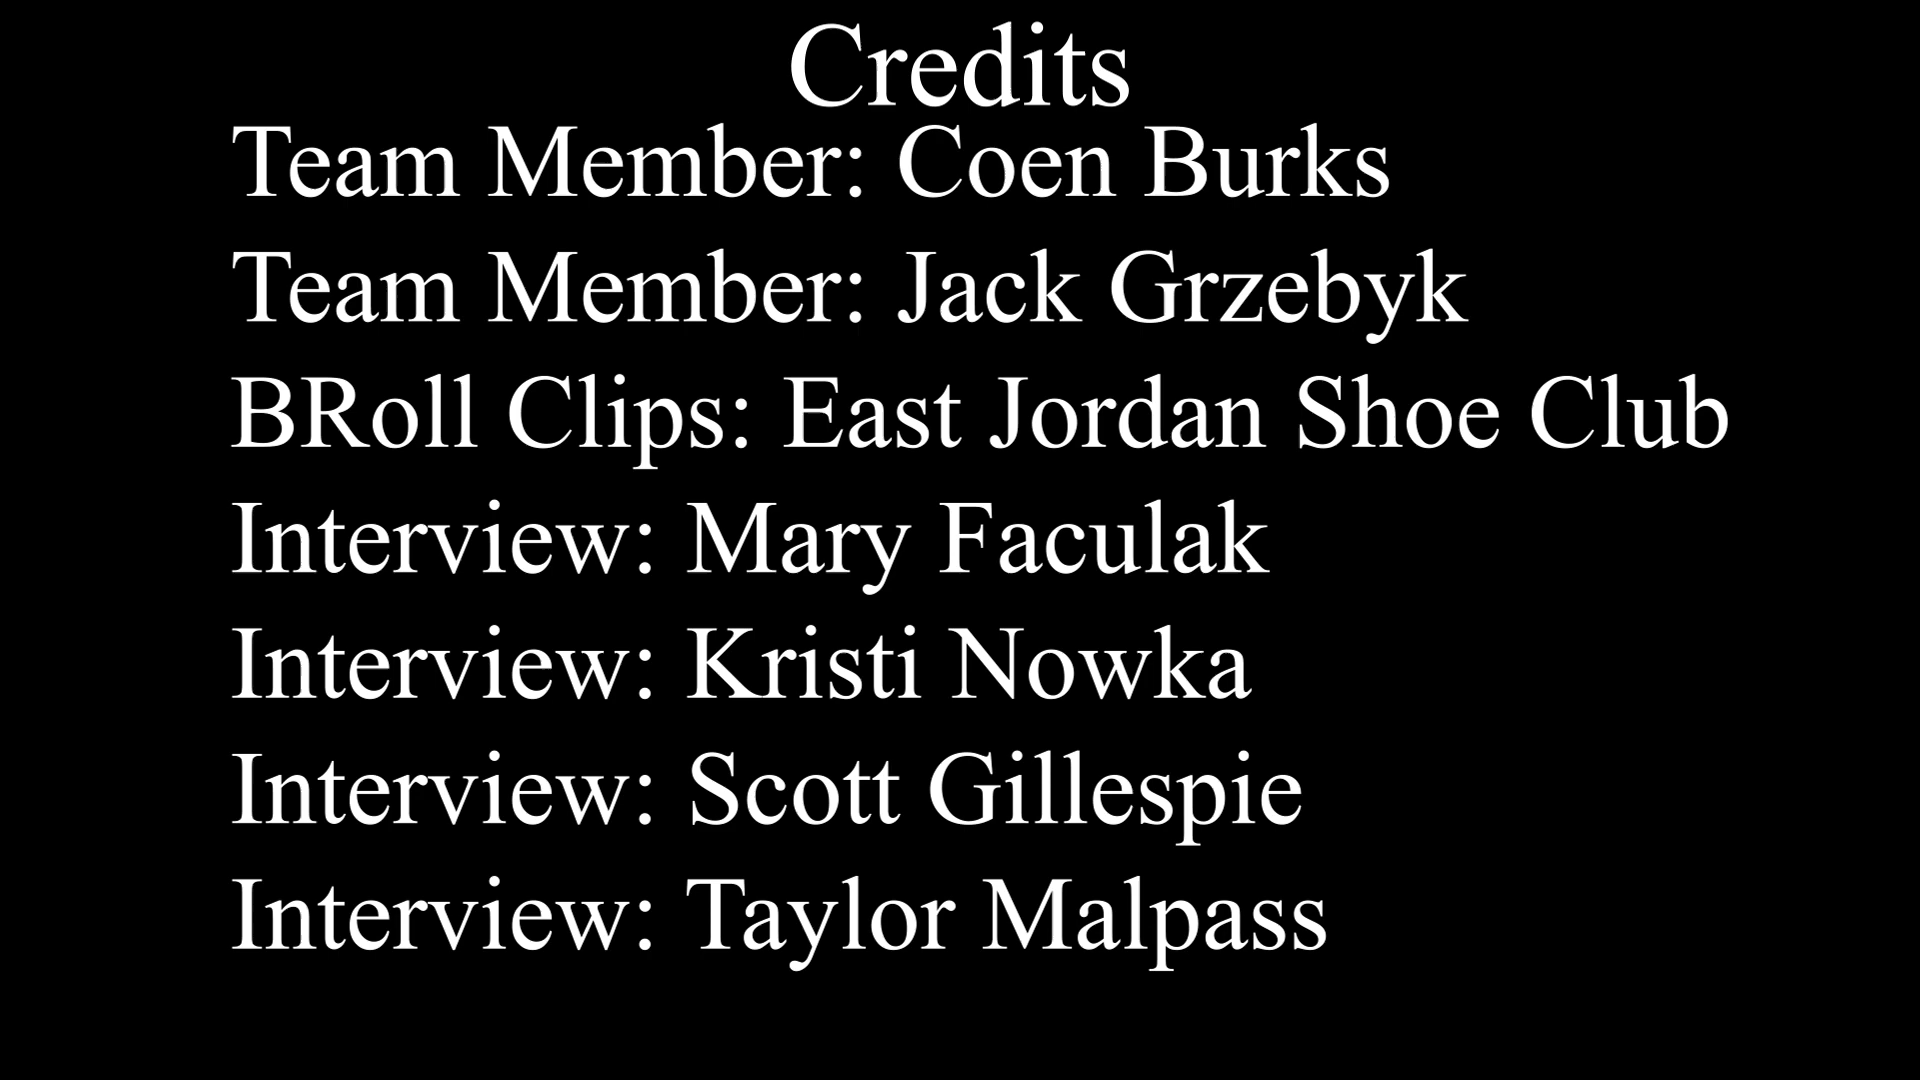 Credits
Team Member: Coen Burks
Team Member: Jack Grzebyk
BRoll Clips: East Jordan Shoe Club
Interview: Mary Faculak
Interview: Kristi Nowka
Interview: Scott Gillespie
Interview: Taylor Malpass